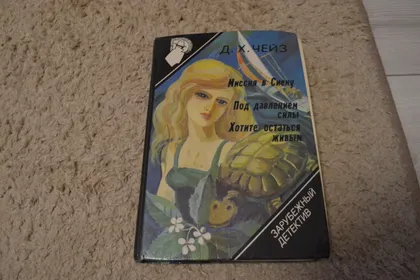 Д. Х. ЧЕЙЗ
Миссия в Сиену
Под давлением
силы
Хотите остаться
живым
ЗАРУБЕЖНЫЙ
ДЕТЕКТИВ